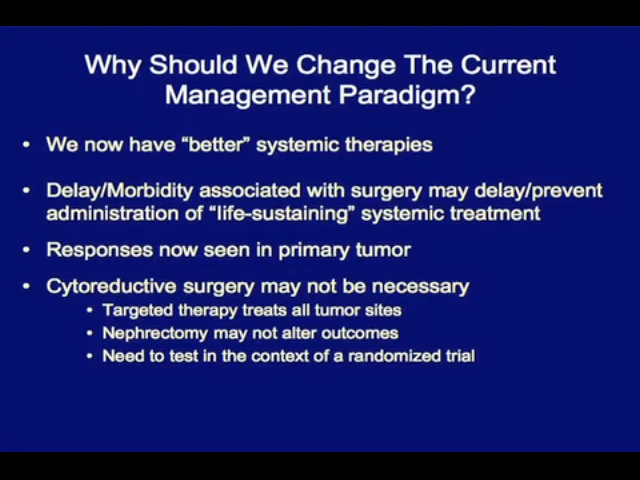 Why Should We Change The Current
Management Paradigm?
• We now have “better” systemic therapies
• Delay/Morbidity associated with surgery may delay/prevent
administration of “life-sustaining” systemic treatment
• Responses now seen in primary tumor
• Cytoreductive surgery may not be necessary
• Targeted therapy treats all tumor sites
• Nephrectomy may not alter outcomes
• Need to test in the context of a randomized trial